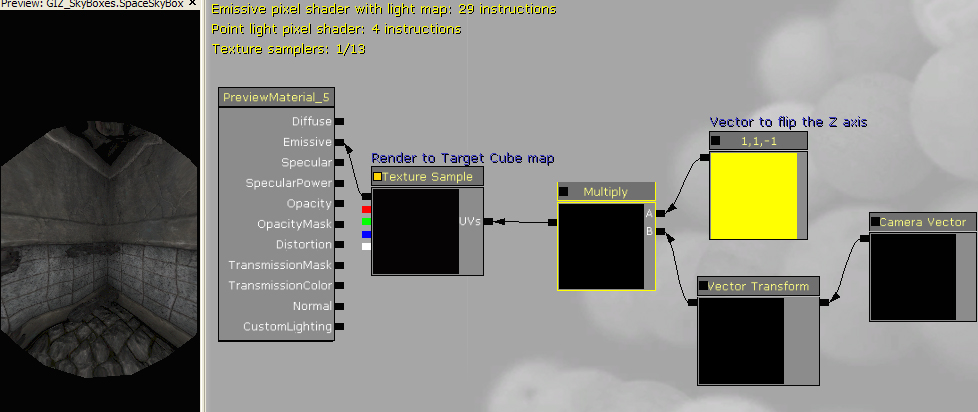 Preview: GIZ_SkyBoxes.SpaceSkyBox
Emissive pixel shader with light map: 29 instructions
Point light pixel shader: 4 instructions
Texture samplers: 1/13
PreviewMaterial_5
Diffuse
Emissive
Specular
SpecularPower
Opacity
OpacityMask
Distortion
TransmissionMask
TransmissionColor
Normal
CustomLighting
Render to Target Cube map
Texture Sample
UVs
Multiply
A
B
Vector to flip the Z axis
1,1,-1
Vector Transform
Camera Vector